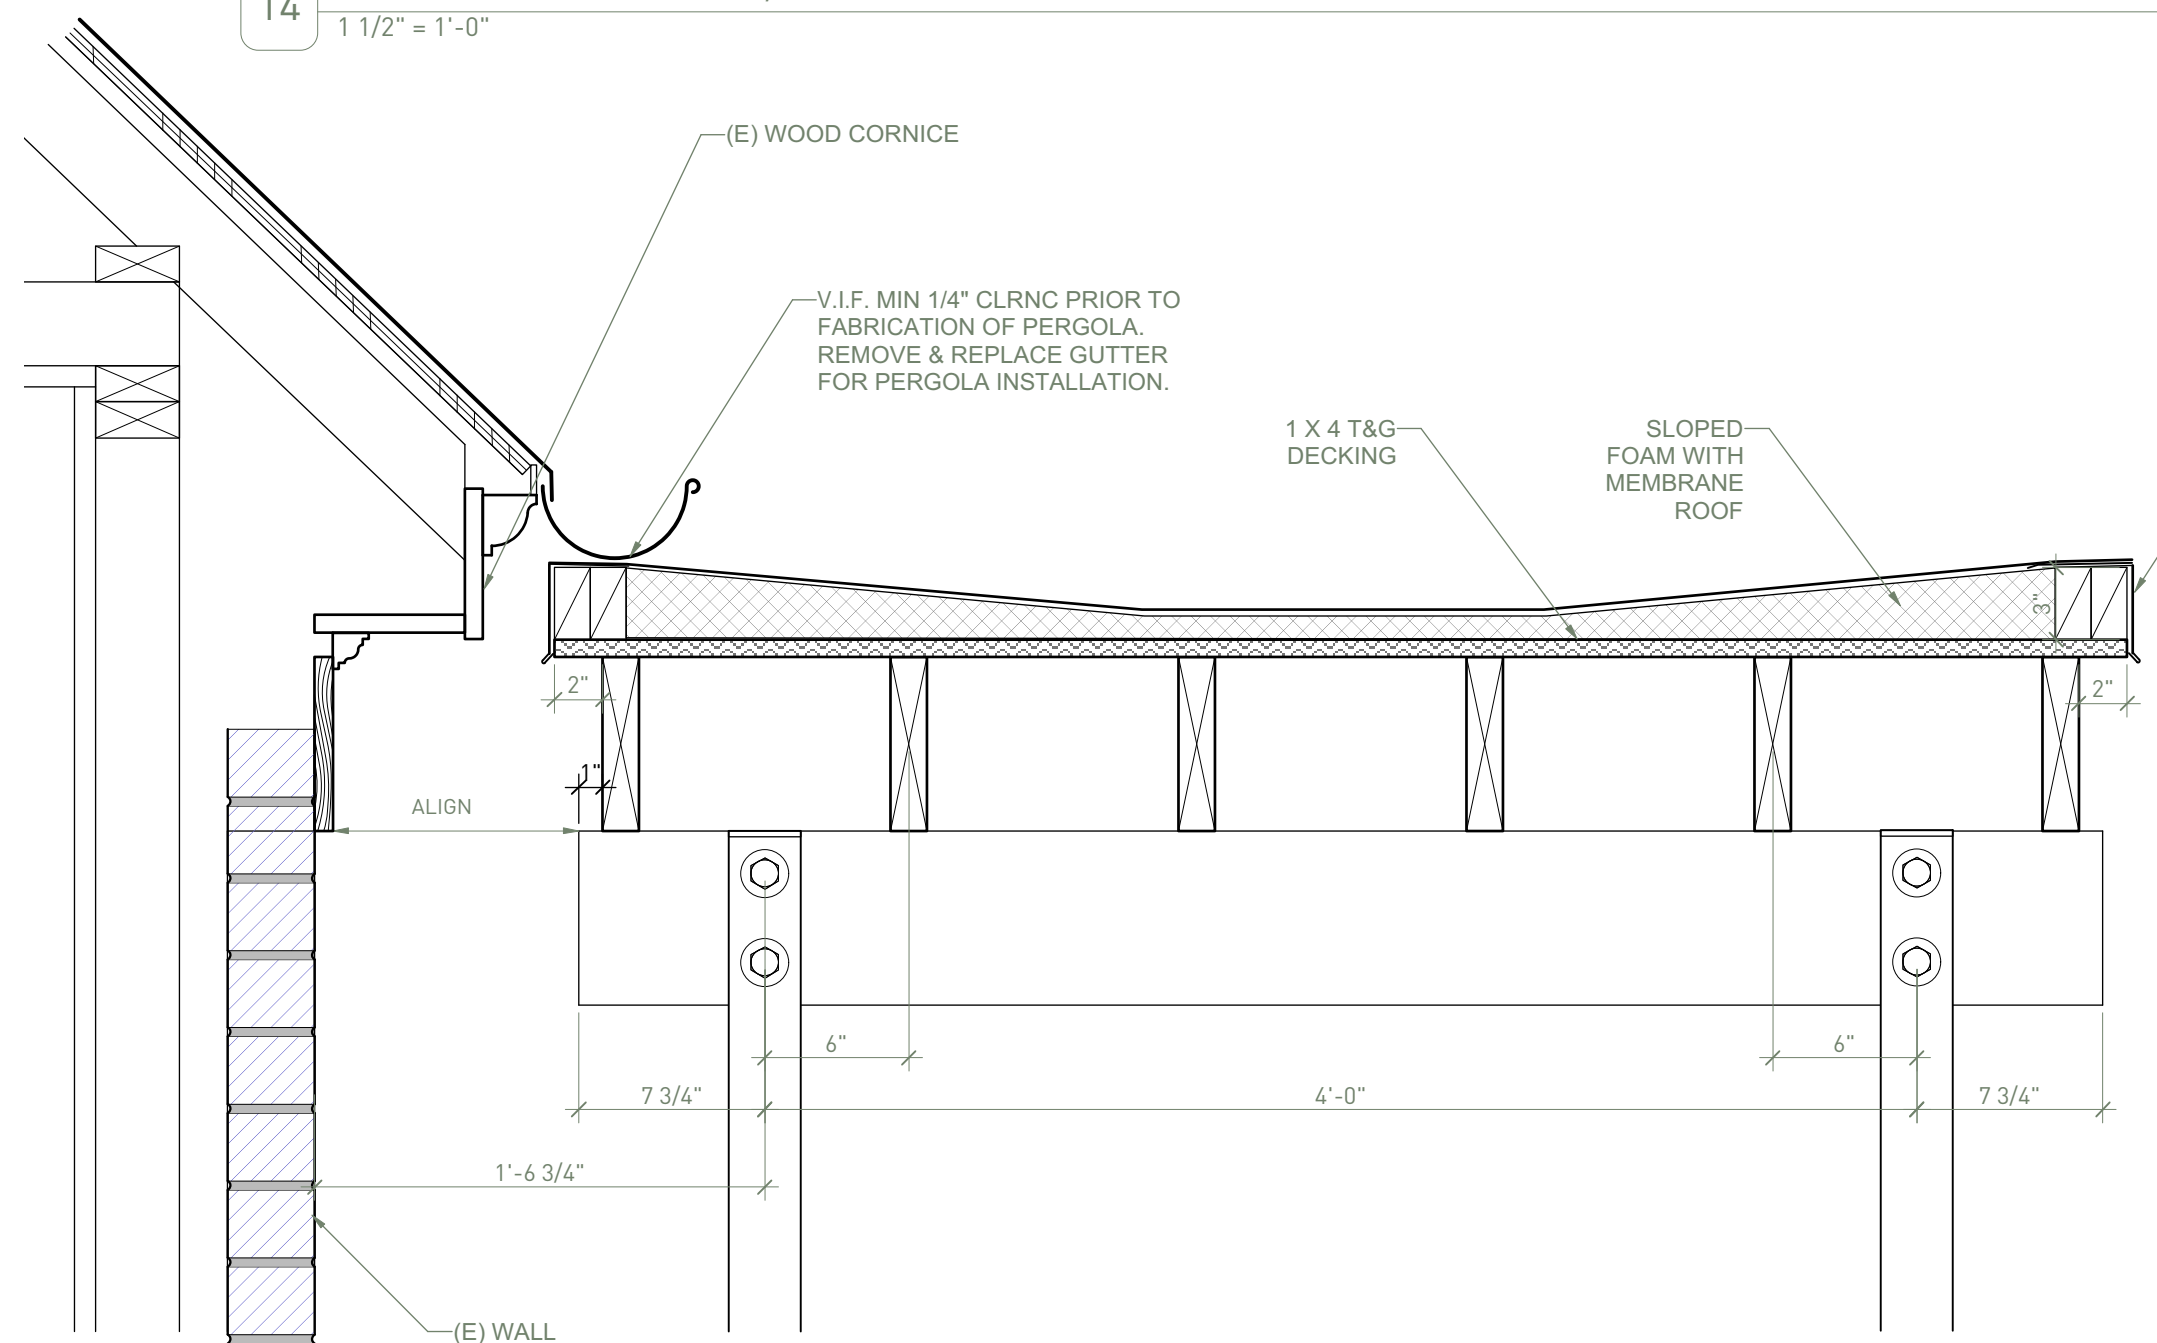 14
1 1/2" = 1'-0"
(E) WOOD CORNICE
V.I.F. MIN 1/4" CLRNC PRIOR TO
FABRICATION OF PERGOLA.
REMOVE & REPLACE GUTTER
FOR PERGOLA INSTALLATION.
1 X 4 T&G
DECKING
SLOPED
FOAM WITH
MEMBRANE
ROOF
3"
2"
2"
1"
ALIGN
6"
6"
7 3/4"
4'-0"
7 3/4"
1'-6 3/4"
(E) WALL